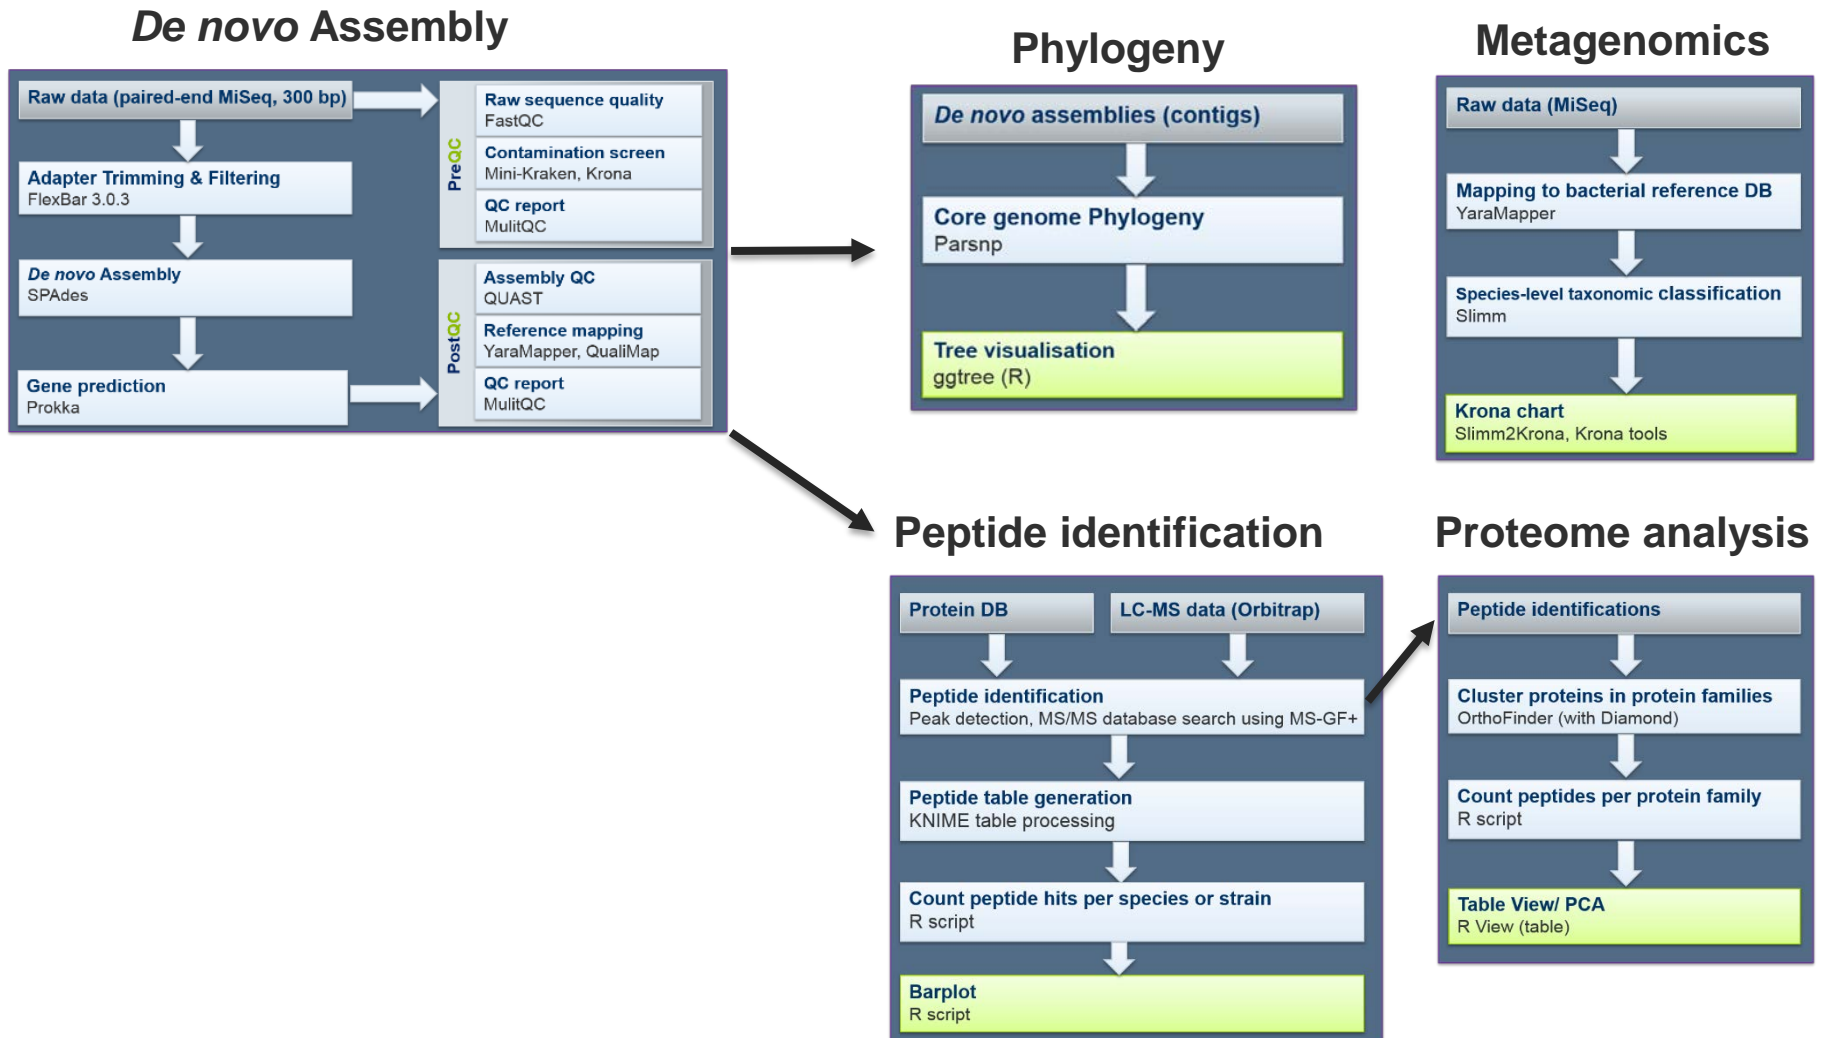 De novo Assembly
Raw data (paired-end MiSeq, 300 bp)
Adapter Trimming & Filtering
FlexBar 3.0.3
De novo Assembly
SPAdes
Gene prediction
Prokka
PreQC
Raw sequence quality
FastQC
Contamination screen
Mini-Kraken, Krona
QC report
MulitQC
PostQC
Assembly QC
QUAST
Reference mapping
YaraMapper, QualiMap
QC report
MulitQC
Phylogeny
De novo assemblies (contigs)
Core genome Phylogeny
Parsnp
Tree visualisation
ggtree (R)
Metagenomics
Raw data (MiSeq)
Mapping to bacterial reference DB
YaraMapper
Species-level taxonomic classification
Slimm
Krona chart
Slimm2Krona, Krona tools
Peptide identification
Protein DB
LC-MS data (Orbitrap)
Peptide identification
Peak detection, MS/MS database search using MS-GF+
Peptide table generation
KNIME table processing
Count peptide hits per species or strain
R script
Barplot
R script
Proteome analysis
Peptide identifications
Cluster proteins in protein families
OrthoFinder (with Diamond)
Count peptides per protein family
R script
Table View/ PCA
R View (table)